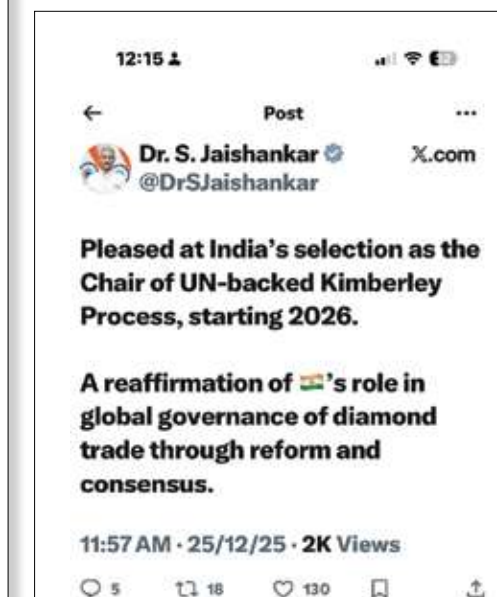 12:15
Post
Dr. S. Jaishankar
X.com
@DrSJaishankar
Pleased at India's selection as the
Chair of UN-backed Kimberley
Process, starting 2026.
A reaffirmation of 🇮🇳's role in
global governance of diamond
trade through reform and
consensus.
11:57 AM · 25/12/25 · 2K Views
5 18 130